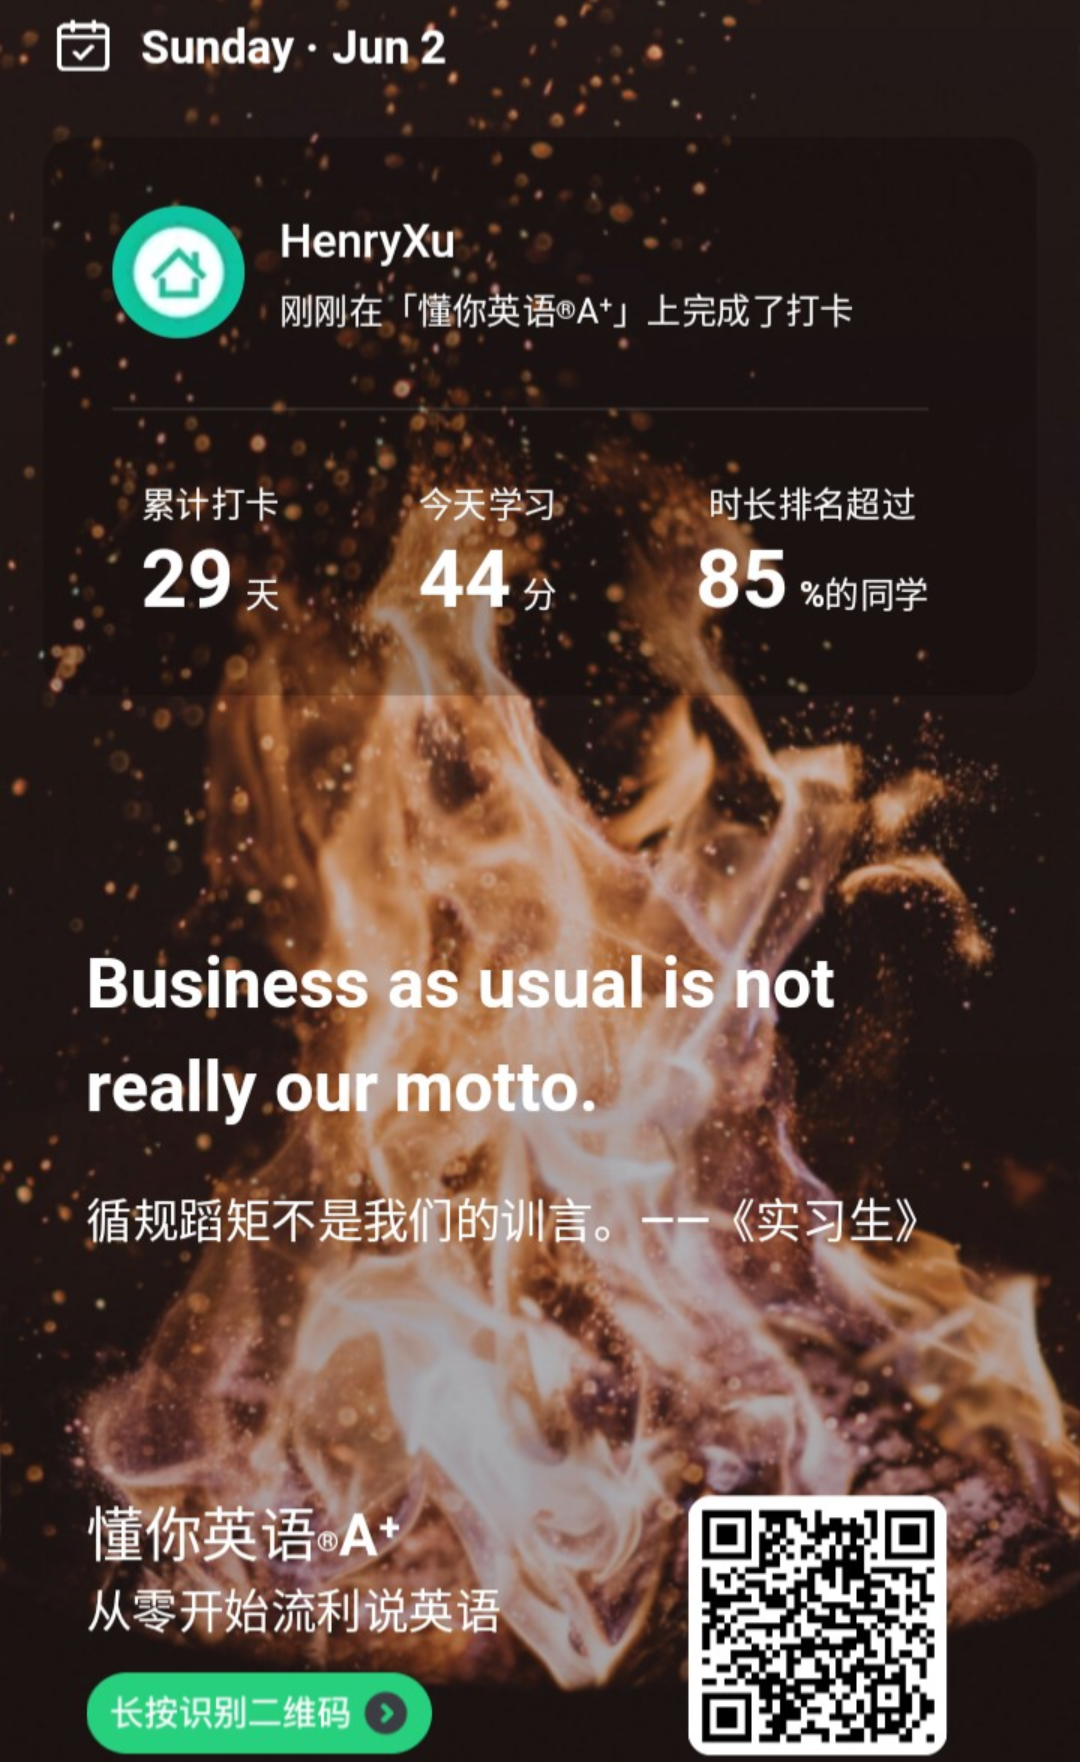 Sunday · Jun 2
HenryXu
刚刚在「懂你英语®A⁺」上完成了打卡
累计打卡 今天学习 时长排名超过
29 天 44 分 85 %的同学
Business as usual is not
really our motto.
循规蹈矩不是我们的训言。——《实习生》
懂你英语®A⁺
从零开始流利说英语
长按识别二维码